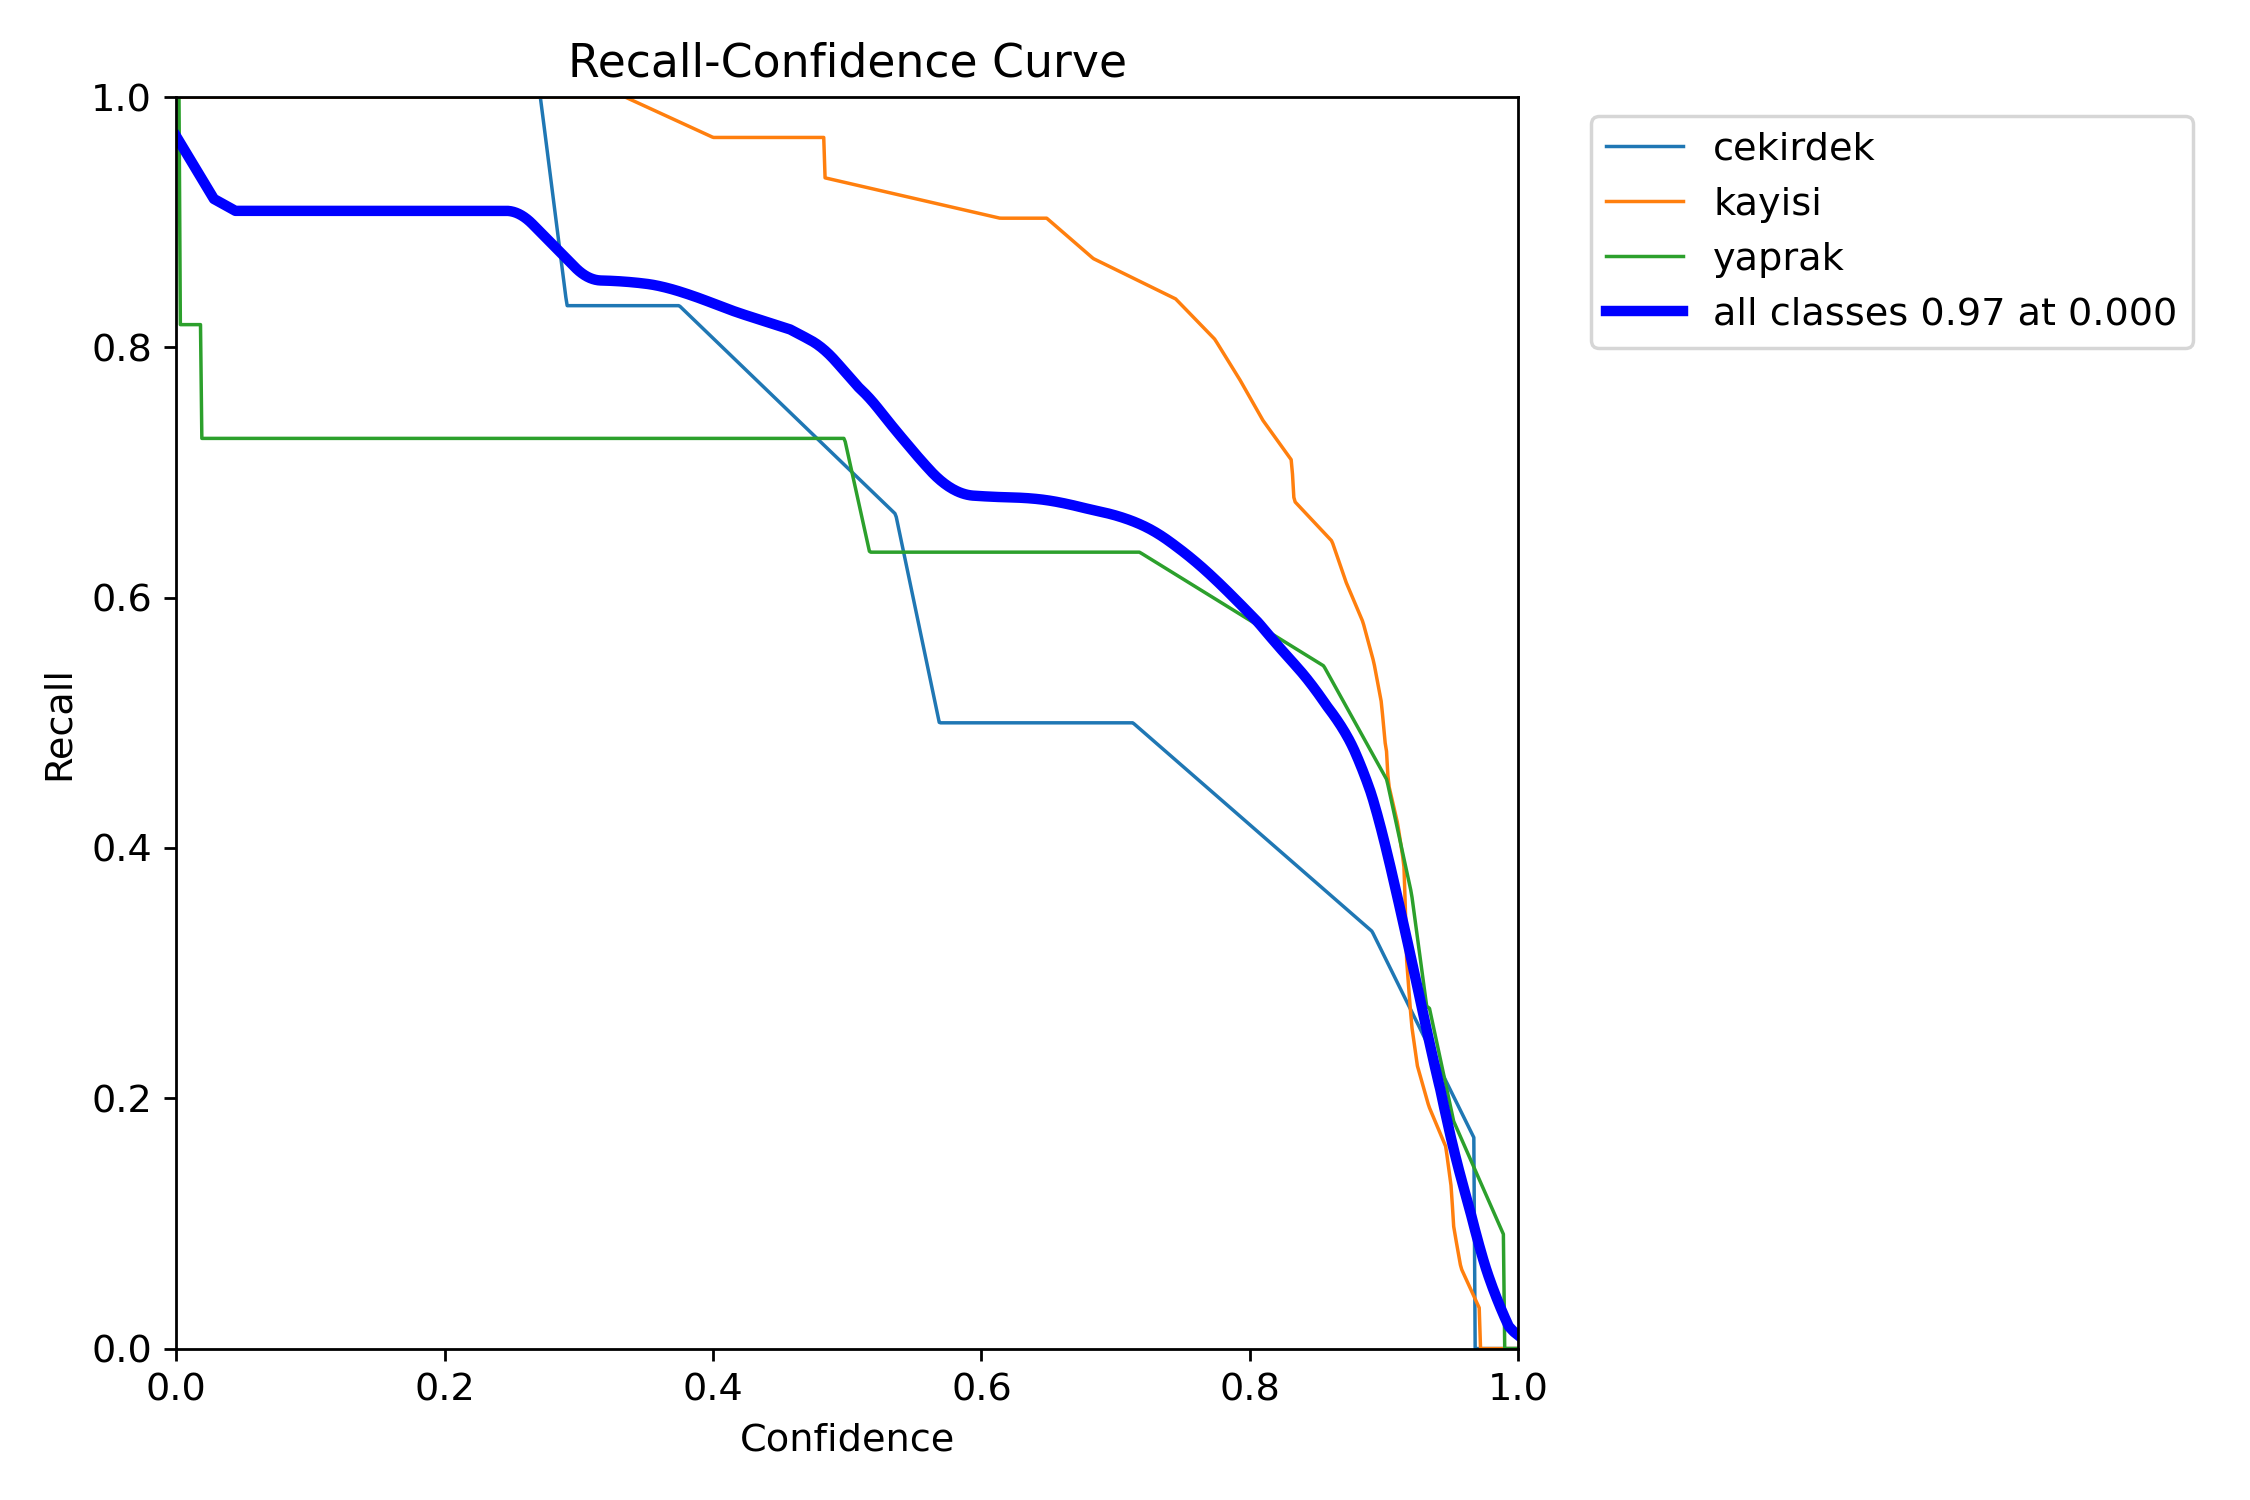 Recall-Confidence Curve
1.0
0.8
0.6
0.4
0.2
0.0
Recall
0.0 0.2 0.4 0.6 0.8 1.0
Confidence
cekirdek
kayisi
yaprak
all classes 0.97 at 0.000